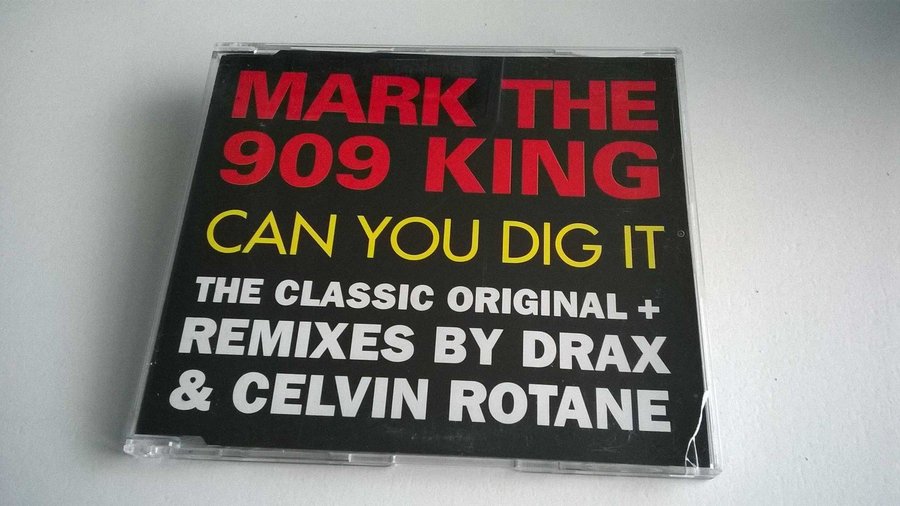 MARK THE
909 KING
CAN YOU DIG IT
THE CLASSIC ORIGINAL +
REMIXES BY DRAX
& CELVIN ROTANE